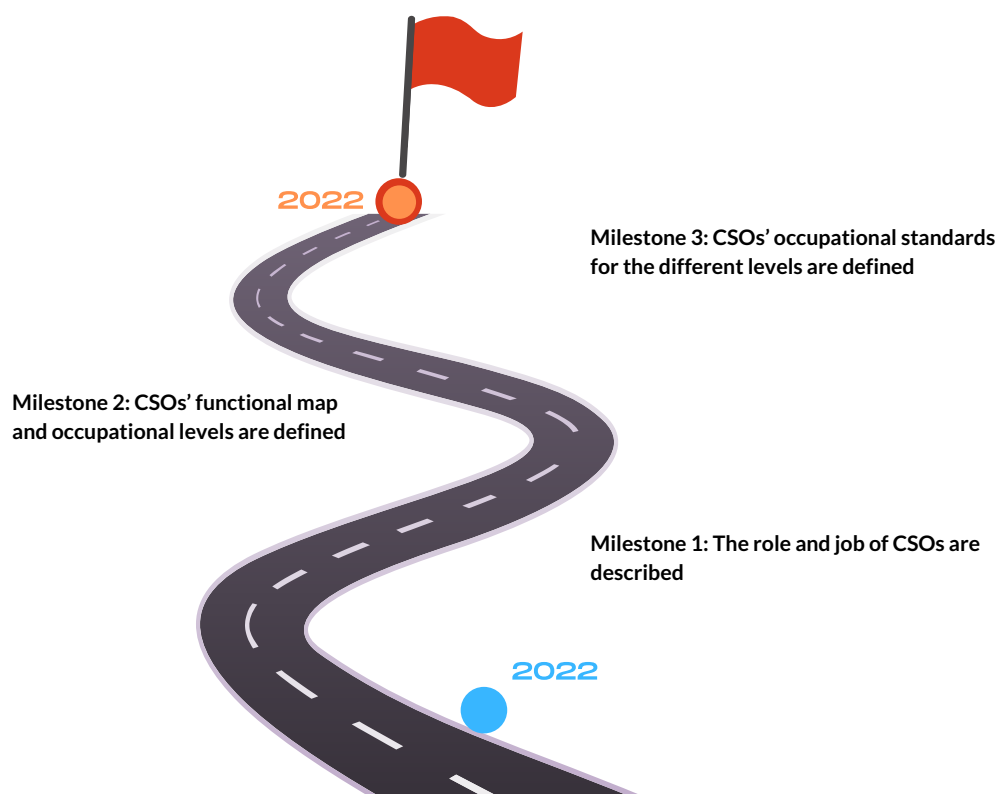 2022
Milestone 3: CSOs’ occupational standards
for the different levels are defined
Milestone 2: CSOs’ functional map
and occupational levels are defined
Milestone 1: The role and job of CSOs are
described
2022